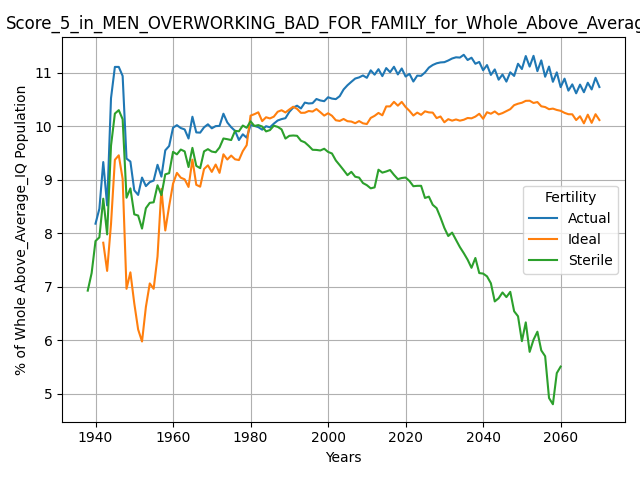 Score_5_in_MEN_OVERWORKING_BAD_FOR_FAMILY_for_Whole_Above_Averag
% of Whole Above_Average_IQ Population
11
10
9
8
7
6
5
Fertility
Actual
Ideal
Sterile
1940 1960 1980 2000 2020 2040 2060
Years